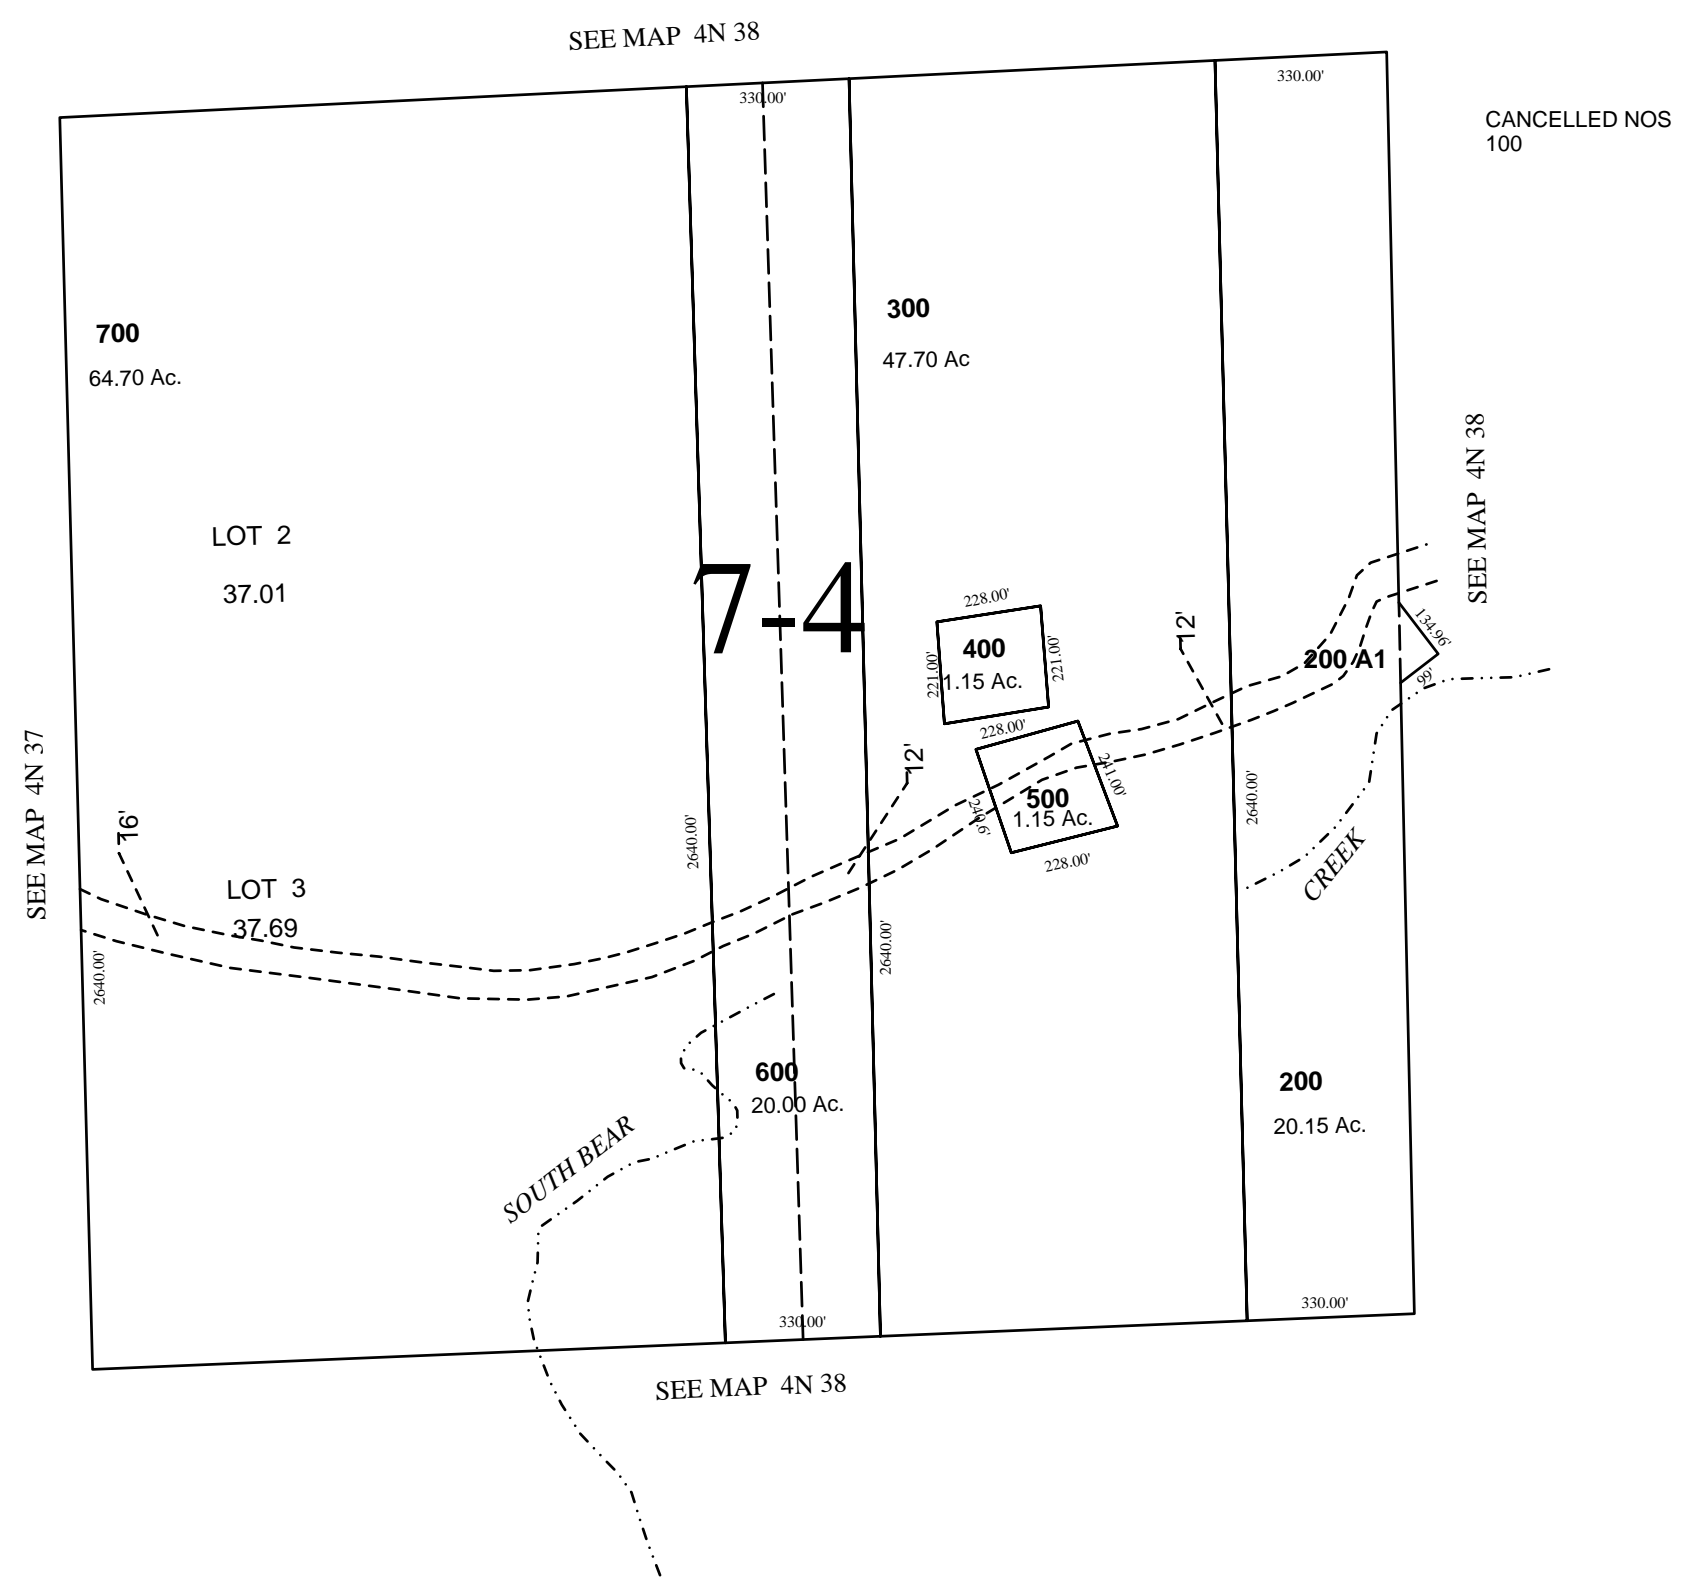 SEE MAP 4N 38
330.00'
330.00'
CANCELLED NOS
100
700
64.70 Ac.
300
47.70 Ac
LOT 2
37.01
7-4
SEE MAP 4N 38
228.00'
400
221.00'
221.00'
1.15 Ac.
228.00'
12'
200 A1
134.96'
99'
SEE MAP 4N 37
16'
12'
2640.00'
241.00'
500
1.15 Ac.
240.6'
228.00'
2640.00'
CREEK
LOT 3
37.69
2640.00'
2640.00'
600
20.00 Ac.
200
20.15 Ac.
SOUTH BEAR
330.00'
330.00'
SEE MAP 4N 38